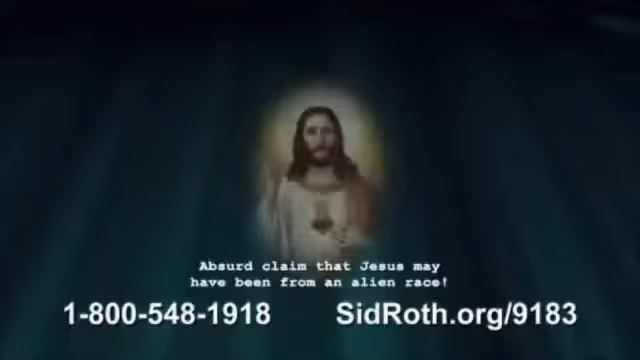 Absurd claim that Jesus may
have been from an alien race!
1-800-548-1918 SidRoth.org/9183